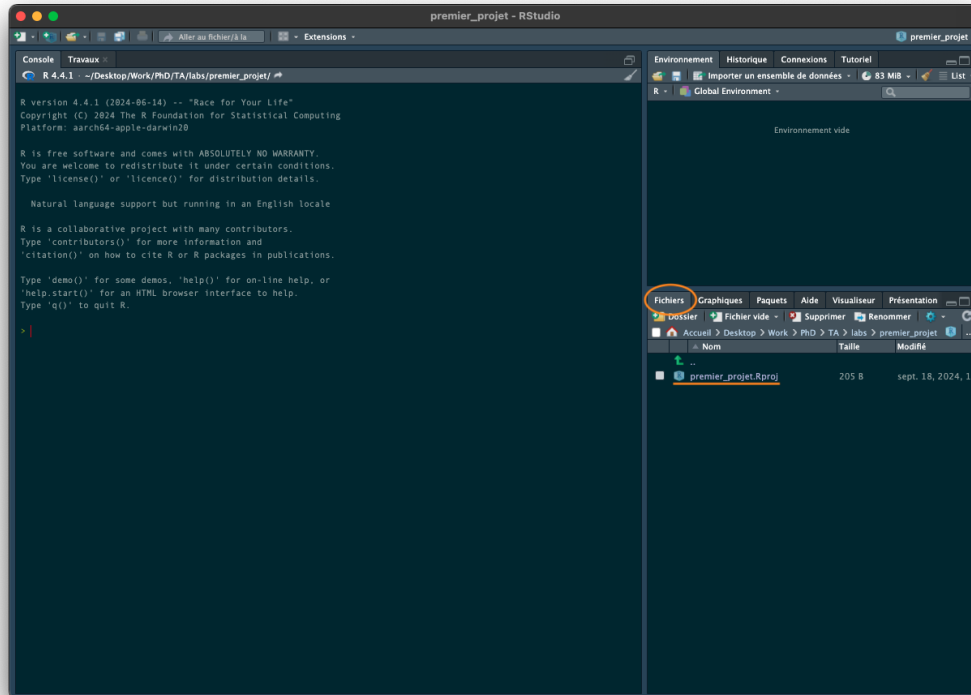 premier_projet - RStudio
Aller au fichier/à la
Extensions
premier_projet
Console Travaux
R 4.4.1 · ~/Desktop/Work/PhD/TA/labs/premier_projet/
R version 4.4.1 (2024-06-14) -- "Race for Your Life"
Copyright (C) 2024 The R Foundation for Statistical Computing
Platform: aarch64-apple-darwin20
R is free software and comes with ABSOLUTELY NO WARRANTY.
You are welcome to redistribute it under certain conditions.
Type 'license()' or 'licence()' for distribution details.
Natural language support but running in an English locale
R is a collaborative project with many contributors.
Type 'contributors()' for more information and
'citation()' on how to cite R or R packages in publications.
Type 'demo()' for some demos, 'help()' for on-line help, or
'help.start()' for an HTML browser interface to help.
Type 'q()' to quit R.
>
Environnement Historique Connexions Tutoriel
Importer un ensemble de données 83 MiB List
R Global Environment
Environnement vide
Fichiers Graphiques Paquets Aide Visualiseur Présentation
Dossier Fichier vide Supprimer Renommer
Accueil > Desktop > Work > PhD > TA > labs > premier_projet ...
Nom Taille Modifié
..
premier_projet.Rproj 205 B sept. 18, 2024, 1